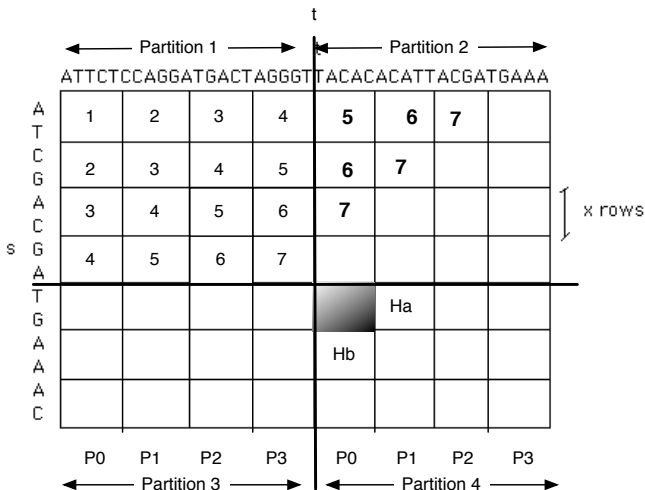 t
Partition 1 Partition 2
ATTCTCCAGGATGACTAGGGTTACACACATTACGATGAAA
A
T
1 2 3 4 5 6 7
C
G
2 3 4 5 6 7
A
C
3 4 5 6 7
x rows
s
G
A
4 5 6 7
T
G
Ha
A
A
Hb
A
C
P0 P1 P2 P3 P0 P1 P2 P3
Partition 3 Partition 4